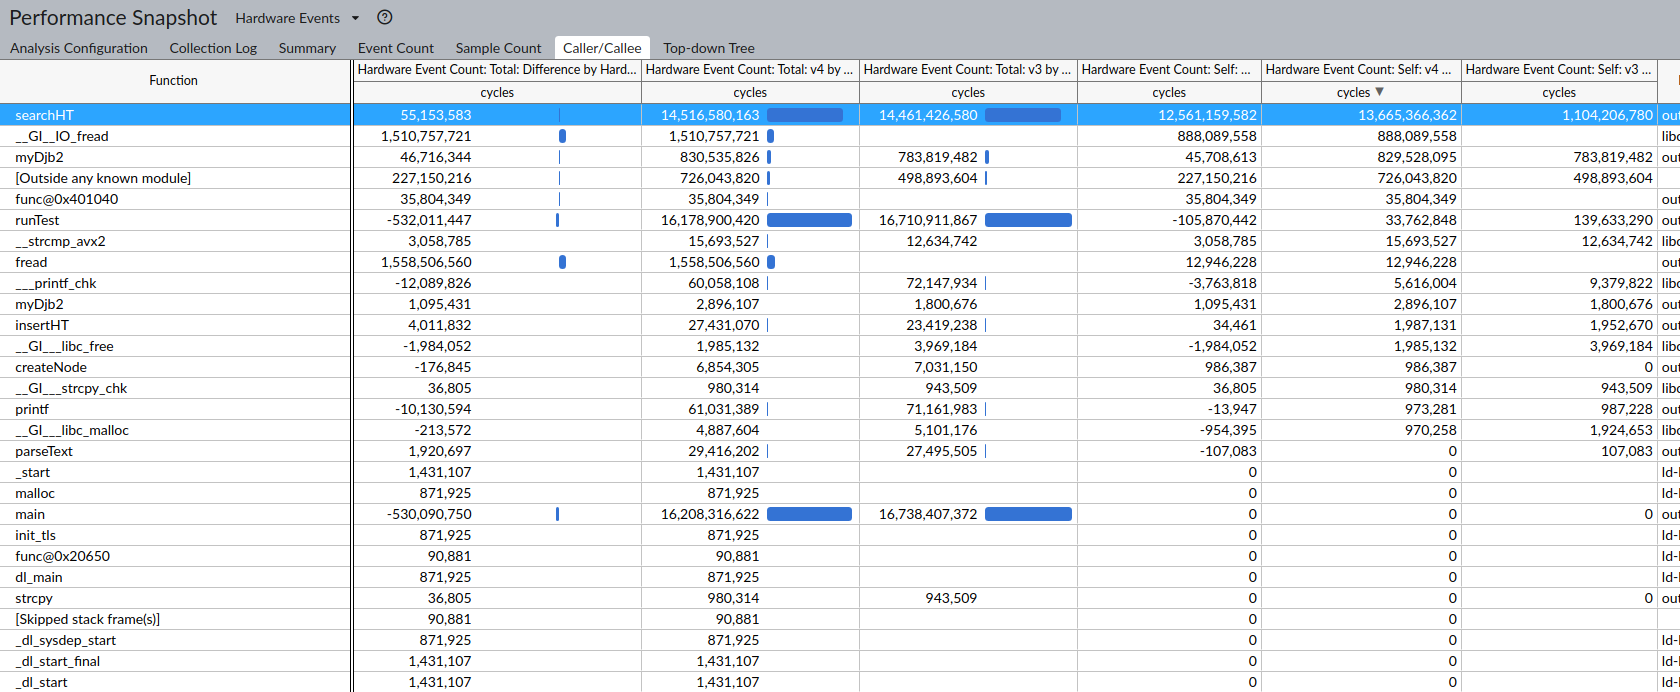 Performance Snapshot Hardware Events
Analysis Configuration Collection Log Summary Event Count Sample Count Caller/Callee Top-down Tree
Function Hardware Event Count: Total: Difference by Hard... Hardware Event Count: Total: v4 by ... Hardware Event Count: Total: v3 by ... Hardware Event Count: Self: ... Hardware Event Count: Self: v4 ... Hardware Event Count: Self: v3 ...
cycles cycles cycles cycles cycles cycles
searchHT 55,153,583 14,516,580,163 14,461,426,580 12,561,159,582 13,665,366,362 1,104,206,780 out
__GI__IO_fread 1,510,757,721 1,510,757,721 888,089,558 888,089,558 libc
myDjb2 46,716,344 830,535,826 783,819,482 45,708,613 829,528,095 783,819,482 out
[Outside any known module] 227,150,216 726,043,820 498,893,604 227,150,216 726,043,820 498,893,604
func@0x401040 35,804,349 35,804,349 35,804,349 35,804,349 out
runTest -532,011,447 16,178,900,420 16,710,911,867 -105,870,442 33,762,848 139,633,290 out
__strcmp_avx2 3,058,785 15,693,527 12,634,742 3,058,785 15,693,527 12,634,742 libc
fread 1,558,506,560 1,558,506,560 12,946,228 12,946,228 out
___printf_chk -12,089,826 60,058,108 72,147,934 -3,763,818 5,616,004 9,379,822 libc
myDjb2 1,095,431 2,896,107 1,800,676 1,095,431 2,896,107 1,800,676 out
insertHT 4,011,832 27,431,070 23,419,238 34,461 1,987,131 1,952,670 out
__GI___libc_free -1,984,052 1,985,132 3,969,184 -1,984,052 1,985,132 3,969,184 libc
createNode -176,845 6,854,305 7,031,150 986,387 986,387 0 out
__GI___strcpy_chk 36,805 980,314 943,509 36,805 980,314 943,509 libc
printf -10,130,594 61,031,389 71,161,983 -13,947 973,281 987,228 out
__GI___libc_malloc -213,572 4,887,604 5,101,176 -954,395 970,258 1,924,653 libc
parseText 1,920,697 29,416,202 27,495,505 -107,083 0 107,083 out
_start 1,431,107 1,431,107 0 0 ld-l
malloc 871,925 871,925 0 0 ld-l
main -530,090,750 16,208,316,622 16,738,407,372 0 0 0 out
init_tls 871,925 871,925 0 0 ld-l
func@0x20650 90,881 90,881 0 0 ld-l
dl_main 871,925 871,925 0 0 ld-l
strcpy 36,805 980,314 943,509 0 0 0 out
[Skipped stack frame(s)] 90,881 90,881 0 0
_dl_sysdep_start 871,925 871,925 0 0 ld-l
_dl_start_final 1,431,107 1,431,107 0 0 ld-l
_dl_start 1,431,107 1,431,107 0 0 ld-l